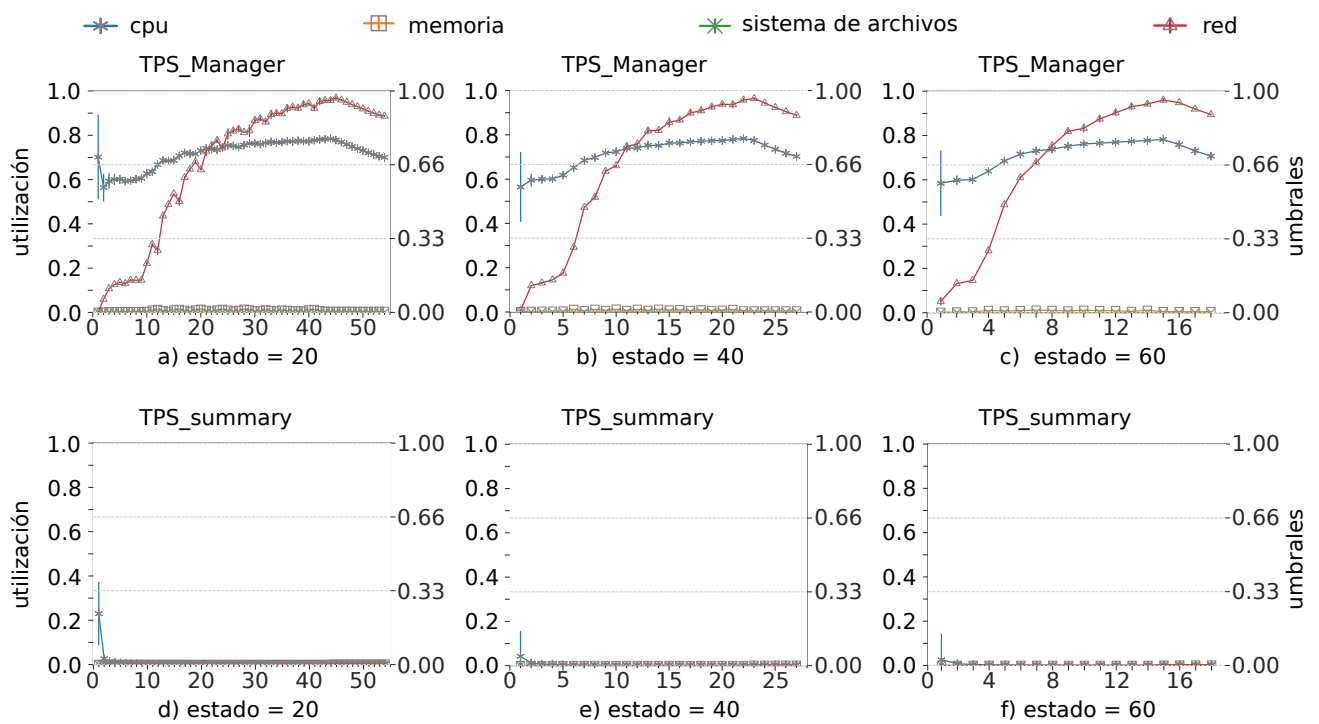 cpu memoria sistema de archivos red
TPS_Manager TPS_Manager TPS_Manager
1.0 1.00 1.0 1.00 1.0 1.00
0.8 0.8 0.8
0.66 0.66 0.66
0.6 0.6 0.6
utilización umbrales
0.4 0.4 0.4
0.33 0.33 0.33
0.2 0.2 0.2
0.0 0.00 0.0 0.00 0.0 0.00
0 10 20 30 40 50 0 5 10 15 20 25 0 4 8 12 16
a) estado = 20 b) estado = 40 c) estado = 60
TPS_summary TPS_summary TPS_summary
1.0 1.00 1.0 1.00 1.0 1.00
0.8 0.8 0.8
0.66 0.66 0.66
0.6 0.6 0.6
utilización umbrales
0.4 0.4 0.4
0.33 0.33 0.33
0.2 0.2 0.2
0.0 0.00 0.0 0.00 0.0 0.00
0 10 20 30 40 50 0 5 10 15 20 25 0 4 8 12 16
d) estado = 20 e) estado = 40 f) estado = 60